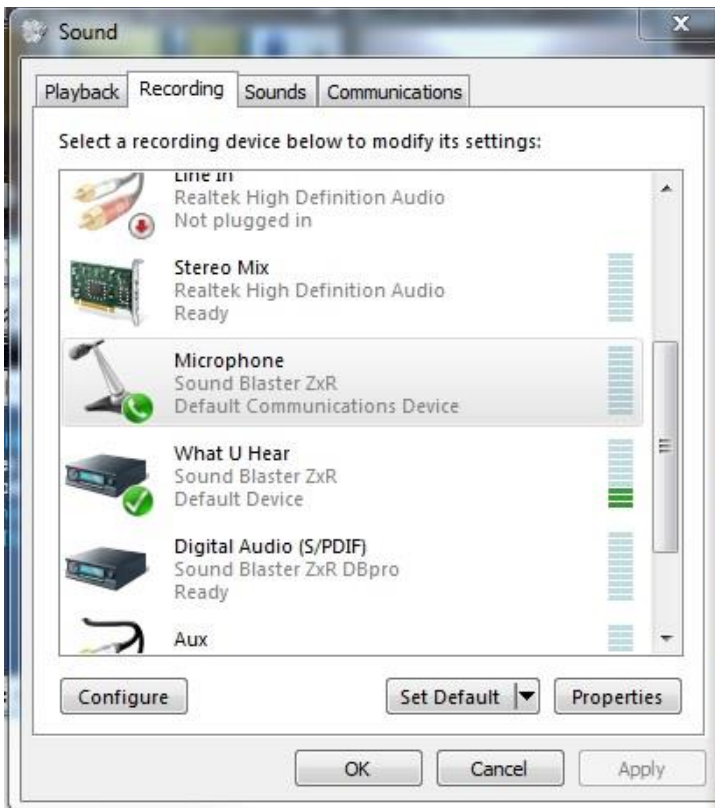 Sound
Playback Recording Sounds Communications
Select a recording device below to modify its settings:
Line In
Realtek High Definition Audio
Not plugged in
Stereo Mix
Realtek High Definition Audio
Ready
Microphone
Sound Blaster ZxR
Default Communications Device
What U Hear
Sound Blaster ZxR
Default Device
Digital Audio (S/PDIF)
Sound Blaster ZxR DBpro
Ready
Aux
Configure Set Default Properties
OK Cancel Apply